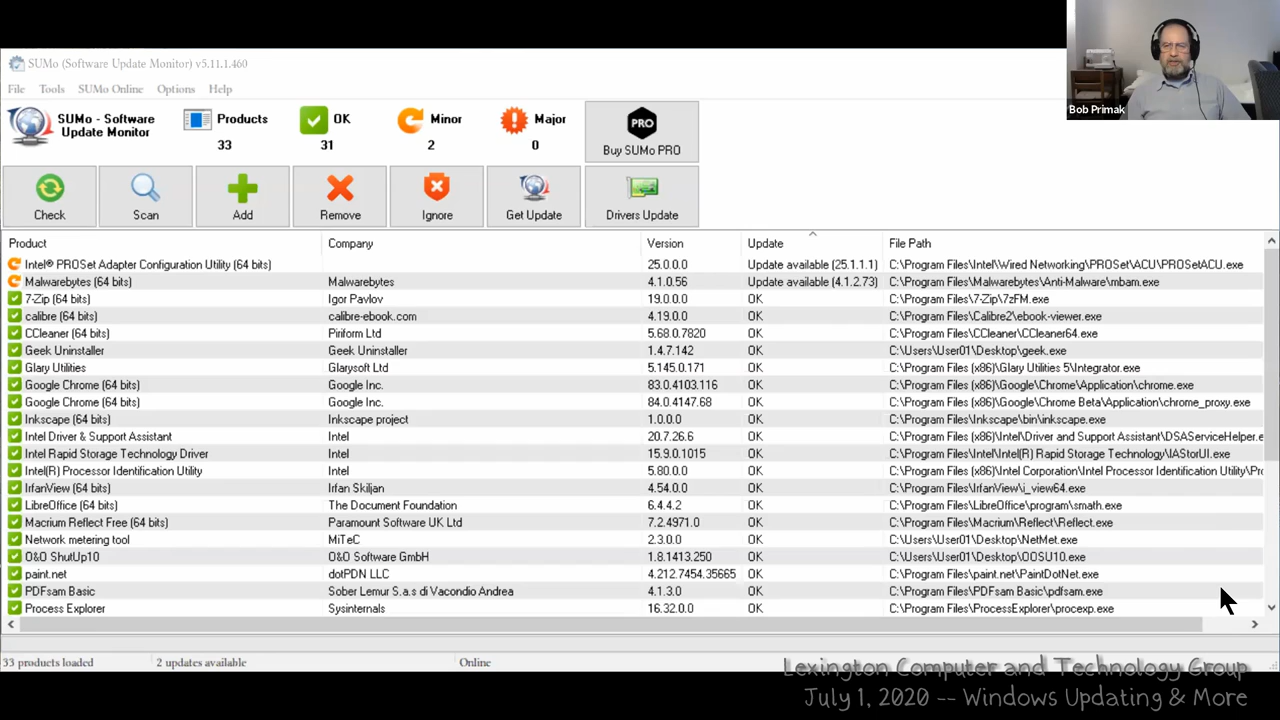 SUMo (Software Update Monitor) v5.11.1.460
Bob Primak
File Tools SUMo Online Options Help
SUMo - Software Update Monitor
Products 33
OK 31
Minor 2
Major 0
PRO Buy SUMo PRO
Check Scan Add Remove Ignore Get Update Drivers Update
Product Company Version Update File Path
Intel® PROSet Adapter Configuration Utility (64 bits) 25.0.0.0 Update available (25.1.1.1) C:\Program Files\Intel\Wired Networking\PROSet\ACU\PROSetACU.exe
Malwarebytes (64 bits) Malwarebytes 4.1.0.56 Update available (4.1.2.73) C:\Program Files\Malwarebytes\Anti-Malware\mbam.exe
7-Zip (64 bits) Igor Pavlov 19.0.0.0 OK C:\Program Files\7-Zip\7zFM.exe
calibre (64 bits) calibre-ebook.com 4.19.0.0 OK C:\Program Files\Calibre2\ebook-viewer.exe
CCleaner (64 bits) Piriform Ltd 5.68.0.7820 OK C:\Program Files\CCleaner\CCleaner64.exe
Geek Uninstaller Geek Uninstaller 1.4.7.142 OK C:\Users\User01\Desktop\geek.exe
Glary Utilities Glarysoft Ltd 5.145.0.171 OK C:\Program Files (x86)\Glary Utilities 5\Integrator.exe
Google Chrome (64 bits) Google Inc. 83.0.4103.116 OK C:\Program Files (x86)\Google\Chrome\Application\chrome.exe
Google Chrome (64 bits) Google Inc. 84.0.4147.68 OK C:\Program Files (x86)\Google\Chrome Beta\Application\chrome_proxy.exe
Inkscape (64 bits) Inkscape project 1.0.0.0 OK C:\Program Files\Inkscape\bin\inkscape.exe
Intel Driver & Support Assistant Intel 20.7.26.6 OK C:\Program Files (x86)\Intel\Driver and Support Assistant\DSAServiceHelper.e
Intel Rapid Storage Technology Driver Intel 15.9.0.1015 OK C:\Program Files\Intel\Intel(R) Rapid Storage Technology\IAStorUI.exe
Intel(R) Processor Identification Utility Intel 5.80.0.0 OK C:\Program Files (x86)\Intel Corporation\Intel Processor Identification Utility\Pr
IrfanView (64 bits) Irfan Skiljan 4.54.0.0 OK C:\Program Files\IrfanView\i_view64.exe
LibreOffice (64 bits) The Document Foundation 6.4.4.2 OK C:\Program Files\LibreOffice\program\smath.exe
Macrium Reflect Free (64 bits) Paramount Software UK Ltd 7.2.4971.0 OK C:\Program Files\Macrium\Reflect\Reflect.exe
Network metering tool MiTeC 2.3.0.0 OK C:\Users\User01\Desktop\NetMet.exe
O&O ShutUp10 O&O Software GmbH 1.8.1413.250 OK C:\Users\User01\Desktop\OOSU10.exe
paint.net dotPDN LLC 4.212.7454.35665 OK C:\Program Files\paint.net\PaintDotNet.exe
PDFsam Basic Sober Lemur S.a.s di Vacondio Andrea 4.1.3.0 OK C:\Program Files\PDFsam Basic\pdfsam.exe
Process Explorer Sysinternals 16.32.0.0 OK C:\Program Files\ProcessExplorer\procexp.exe
33 products loaded 2 updates available Online
Lexington Computer and Technology Group
July 1, 2020 -- Windows Updating & More